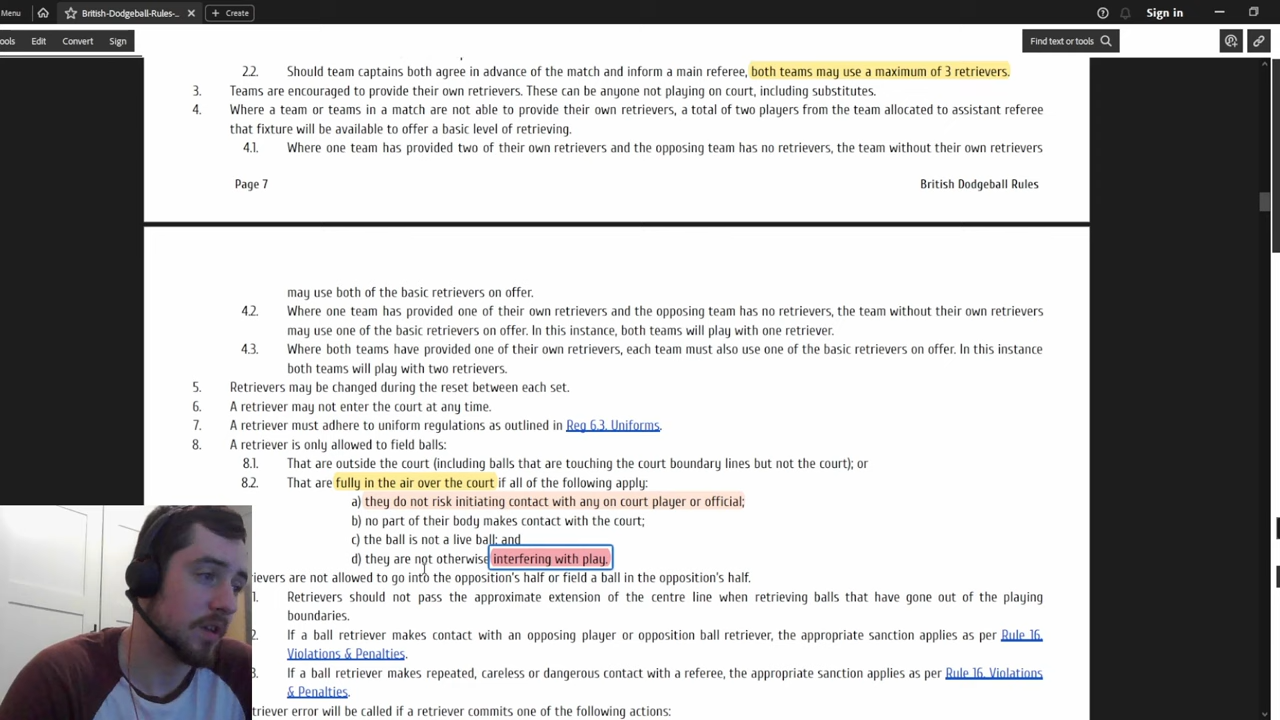 Menu
British-Dodgeball-Rules-...
Create
Sign in
ools
Edit
Convert
Sign
Find text or tools
2.2. Should team captains both agree in advance of the match and inform a main referee, both teams may use a maximum of 3 retrievers.
3. Teams are encouraged to provide their own retrievers. These can be anyone not playing on court, including substitutes.
4. Where a team or teams in a match are not able to provide their own retrievers, a total of two players from the team allocated to assistant referee
that fixture will be available to offer a basic level of retrieving.
4.1. Where one team has provided two of their own retrievers and the opposing team has no retrievers, the team without their own retrievers
Page 7 British Dodgeball Rules
may use both of the basic retrievers on offer.
4.2. Where one team has provided one of their own retrievers and the opposing team has no retrievers, the team without their own retrievers
may use one of the basic retrievers on offer. In this instance, both teams will play with one retriever.
4.3. Where both teams have provided one of their own retrievers, each team must also use one of the basic retrievers on offer. In this instance
both teams will play with two retrievers.
5. Retrievers may be changed during the reset between each set.
6. A retriever may not enter the court at any time.
7. A retriever must adhere to uniform regulations as outlined in Reg 6.3. Uniforms.
8. A retriever is only allowed to field balls:
8.1. That are outside the court (including balls that are touching the court boundary lines but not the court); or
8.2. That are fully in the air over the court if all of the following apply:
a) they do not risk initiating contact with any on court player or official;
b) no part of their body makes contact with the court;
c) the ball is not a live ball; and
d) they are not otherwise interfering with play.
rievers are not allowed to go into the opposition's half or field a ball in the opposition's half.
1. Retrievers should not pass the approximate extension of the centre line when retrieving balls that have gone out of the playing
boundaries.
2. If a ball retriever makes contact with an opposing player or opposition ball retriever, the appropriate sanction applies as per Rule 16.
Violations & Penalties.
3. If a ball retriever makes repeated, careless or dangerous contact with a referee, the appropriate sanction applies as per Rule 16. Violations
& Penalties.
triever error will be called if a retriever commits one of the following actions: